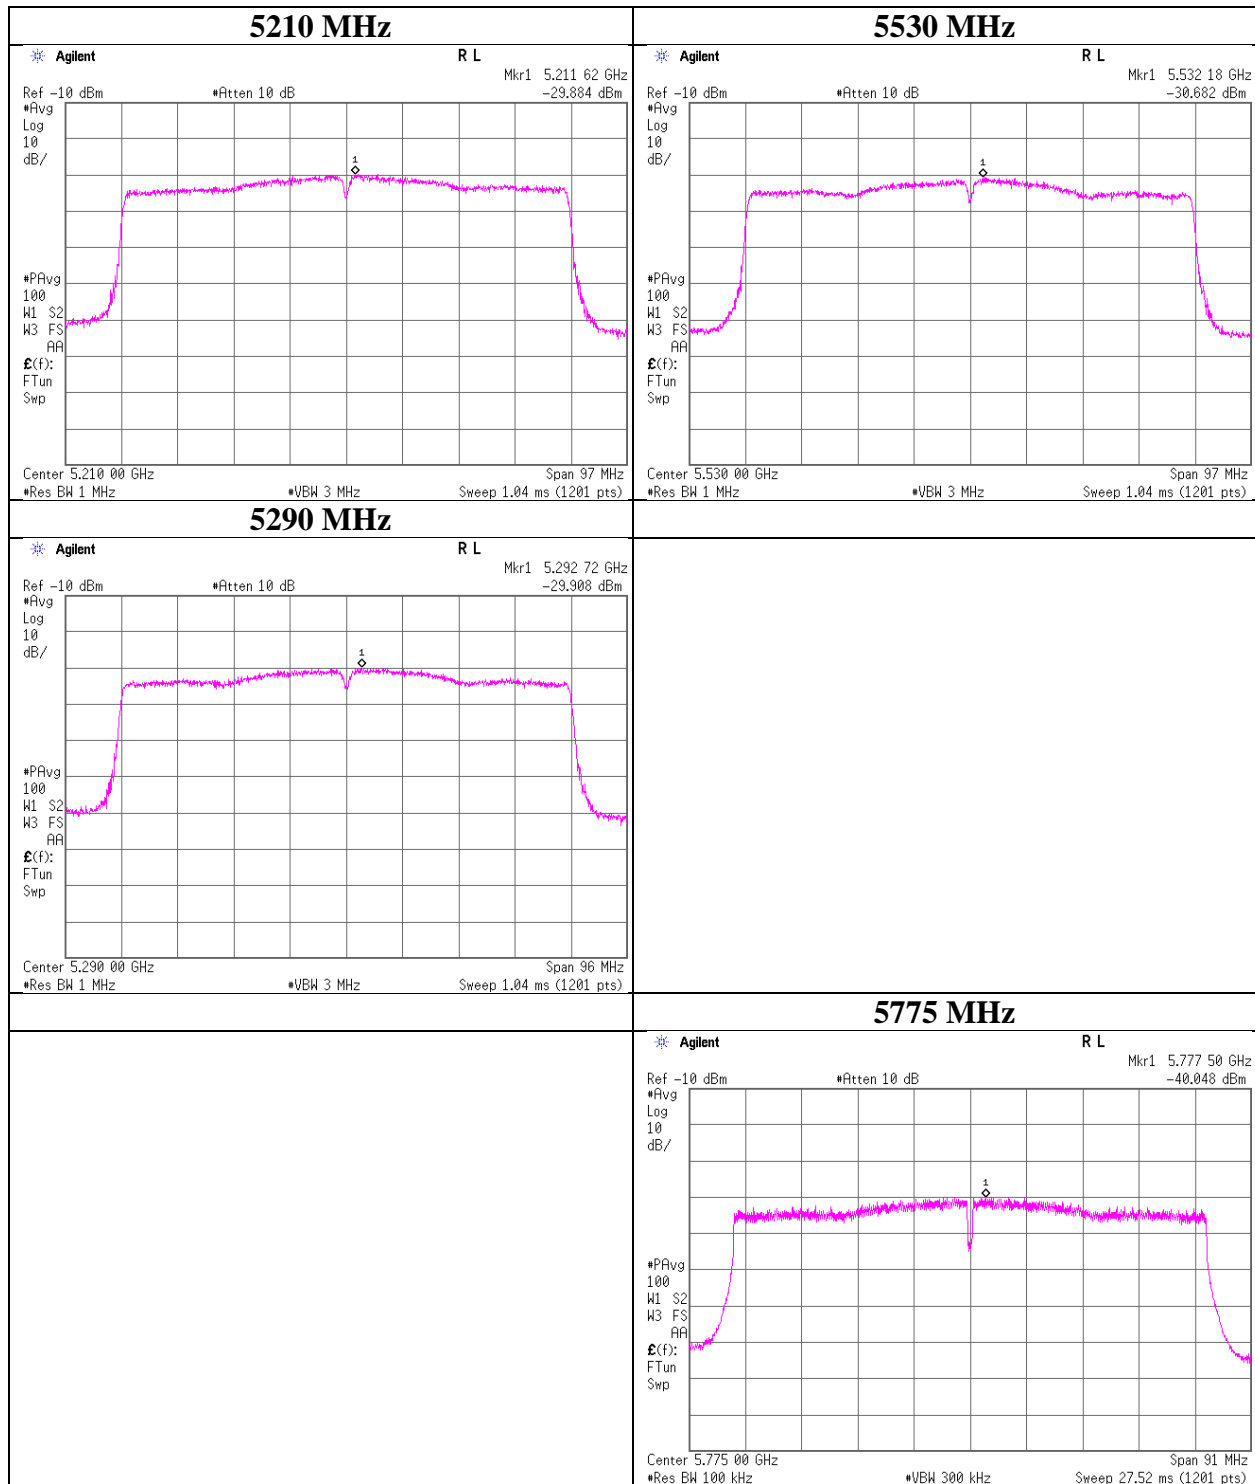 5210 MHz
Agilent R L
Mkr1 5.211 62 GHz
Ref -10 dBm #Atten 10 dB -29.884 dBm
#Avg
Log
10
dB/
1
#PAvg
100
W1 S2
W3 FS
AA
£(f):
FTun
Swp
Center 5.210 00 GHz Span 97 MHz
#Res BW 1 MHz #VBW 3 MHz Sweep 1.04 ms (1201 pts)
5530 MHz
Agilent R L
Mkr1 5.532 18 GHz
Ref -10 dBm #Atten 10 dB -30.682 dBm
#Avg
Log
10
dB/
1
#PAvg
100
W1 S2
W3 FS
AA
£(f):
FTun
Swp
Center 5.530 00 GHz Span 97 MHz
#Res BW 1 MHz #VBW 3 MHz Sweep 1.04 ms (1201 pts)
5290 MHz
Agilent R L
Mkr1 5.292 72 GHz
Ref -10 dBm #Atten 10 dB -29.908 dBm
#Avg
Log
10
dB/
1
#PAvg
100
W1 S2
W3 FS
AA
£(f):
FTun
Swp
Center 5.290 00 GHz Span 96 MHz
#Res BW 1 MHz #VBW 3 MHz Sweep 1.04 ms (1201 pts)
5775 MHz
Agilent R L
Mkr1 5.777 50 GHz
Ref -10 dBm #Atten 10 dB -40.048 dBm
#Avg
Log
10
dB/
1
#PAvg
100
W1 S2
W3 FS
AA
£(f):
FTun
Swp
Center 5.775 00 GHz Span 91 MHz
#Res BW 100 kHz #VBW 300 kHz Sweep 27.52 ms (1201 pts)